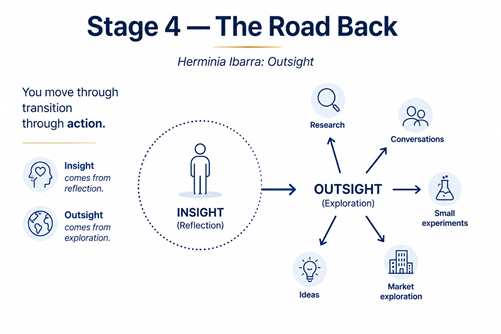 Stage 4 — The Road Back
Herminia Ibarra: Outsight
You move through
transition
through action.
Insight
comes from
reflection.
Outsight
comes from
exploration.
INSIGHT
(Reflection)
OUTSIGHT
(Exploration)
Research
Conversations
Small
experiments
Market
exploration
Ideas